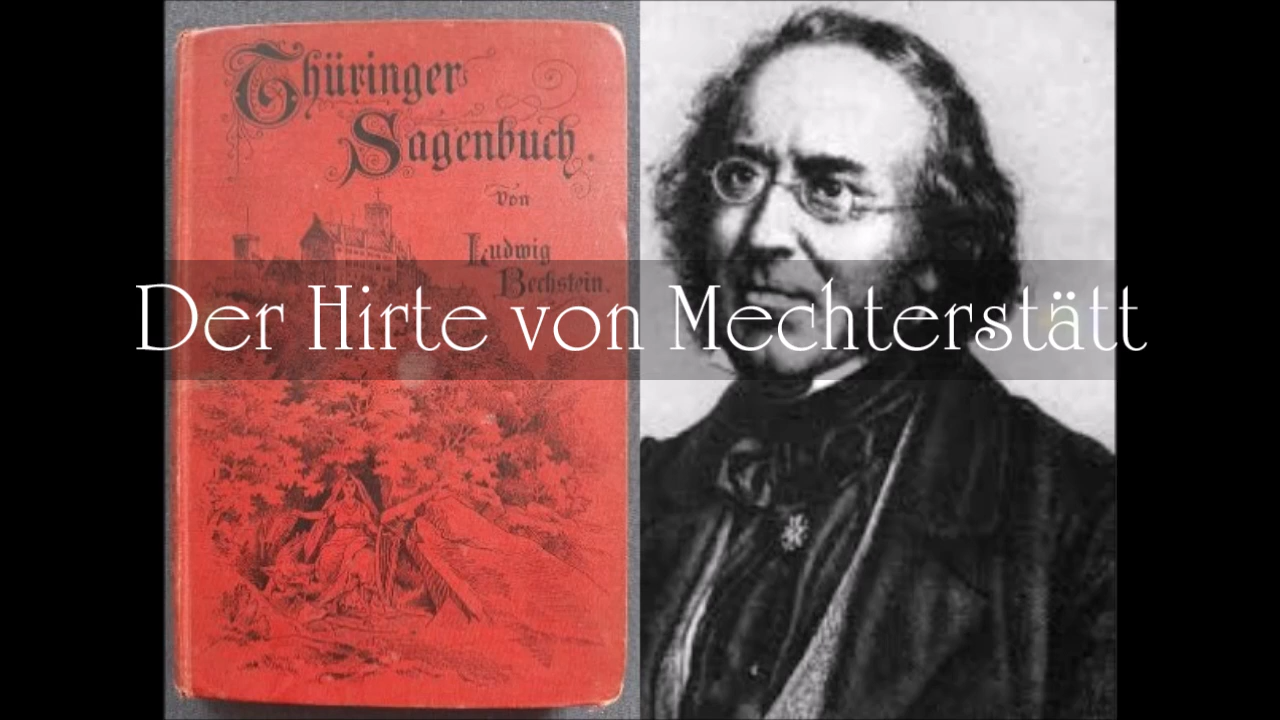 Thüringer
Sagenbuch.
von
Ludwig
Bechstein.
Der Hirte von Mechterstätt